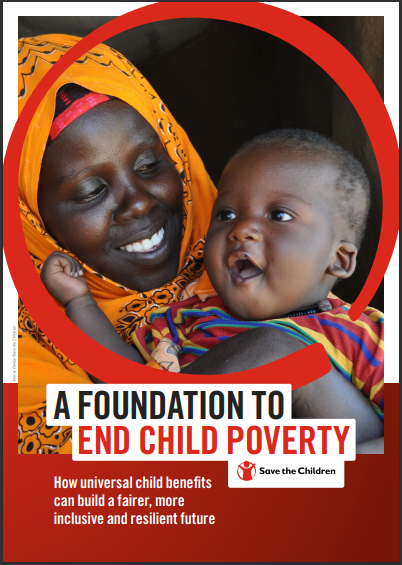 A FOUNDATION TO
END CHILD POVERTY
Save the Children
How universal child benefits
can build a fairer, more
inclusive and resilient future